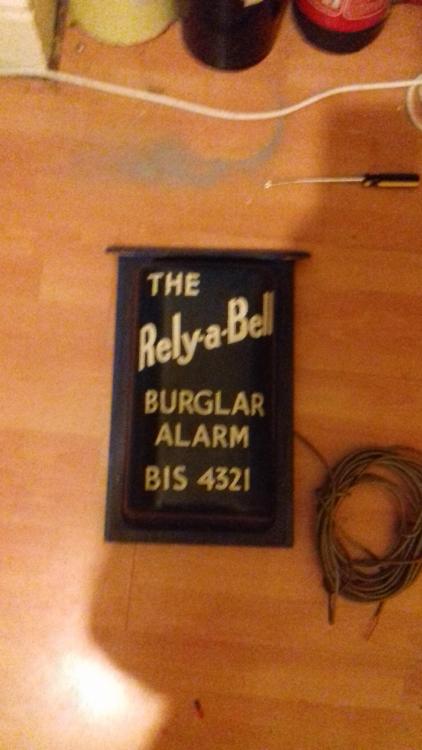 THE
Rely-a-Bell
BURGLAR
ALARM
BIS 4321